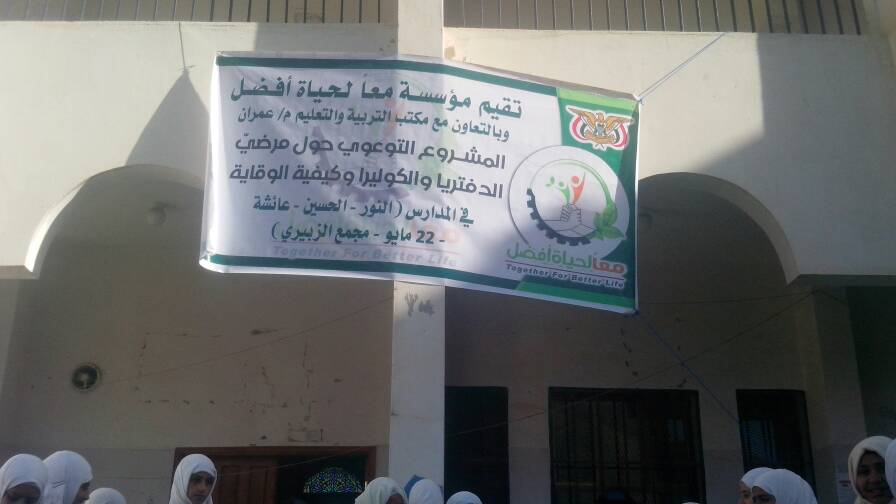 تقيم مؤسسة معاً لحياة أفضل
وبالتعاون مع مكتب التربية والتعليم م/ عمران
المشروع التوعوي حول مرضيّ
الدفتريا والكوليرا وكيفية الوقاية
في المدارس ( النور - الحسين - عائشة
- 22 مايو - مجمع الزبيري )
معاً لحياة أفضل
Together For Better Life
Together For Better Life